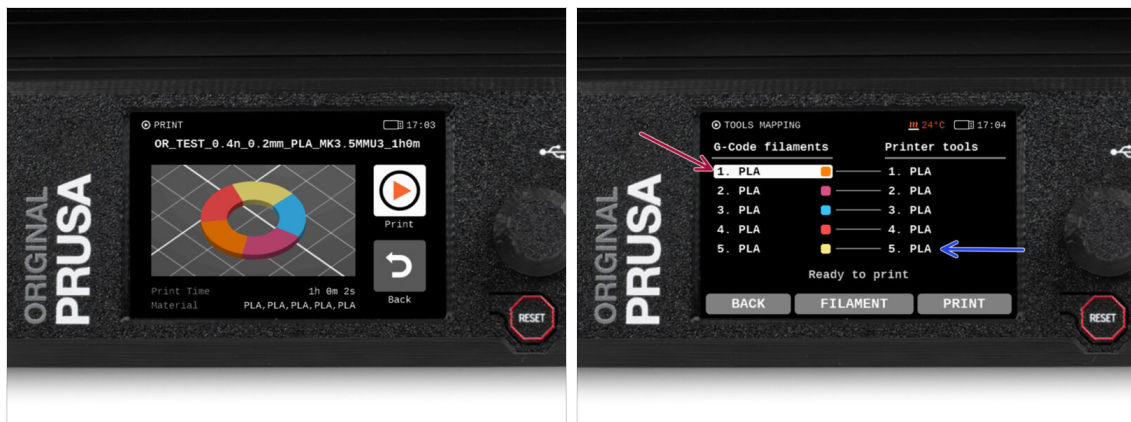 ORIGINAL
PRUSA
PRINT 17:03
OR_TEST_0.4n_0.2mm_PLA_MK3.5MMU3_1h0m
Print
Back
Print Time 1h 0m 2s
Material PLA,PLA,PLA,PLA,PLA
RESET
ORIGINAL
PRUSA
TOOLS MAPPING 24°C 17:04
G-Code filaments Printer tools
1. PLA 1. PLA
2. PLA 2. PLA
3. PLA 3. PLA
4. PLA 4. PLA
5. PLA 5. PLA
Ready to print
BACK FILAMENT PRINT
RESET